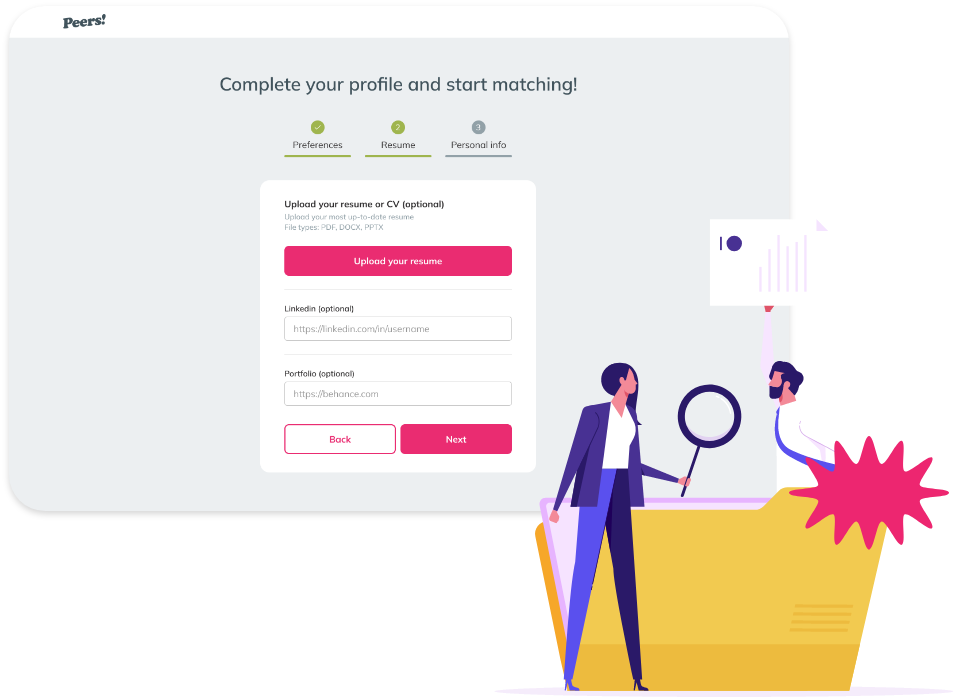 Peers!
Complete your profile and start matching!
2
3
Preferences
Resume
Personal info
Upload your resume or CV (optional)
Upload your most up-to-date resume
File types: PDF, DOCX, PPTX
Upload your resume
Linkedin (optional)
https://linkedin.com/in/username
Portfolio (optional)
https://behance.com
Back
Next